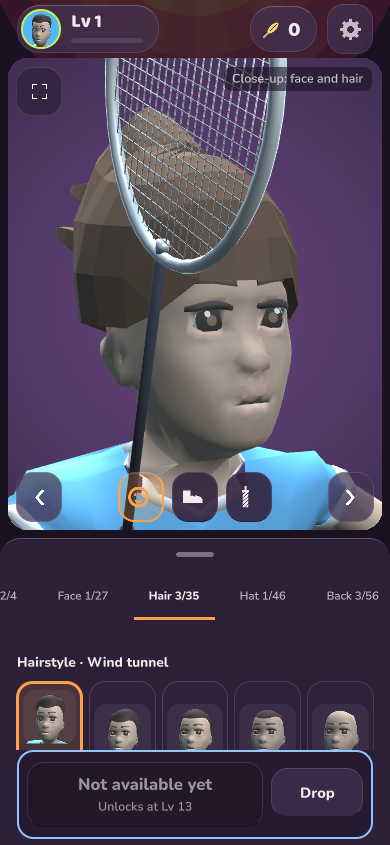 Lv 1
0
Close-up: face and hair
2/4
Face 1/27
Hair 3/35
Hat 1/46
Back 3/56
Hairstyle · Wind tunnel
Not available yet
Unlocks at Lv 13
Drop